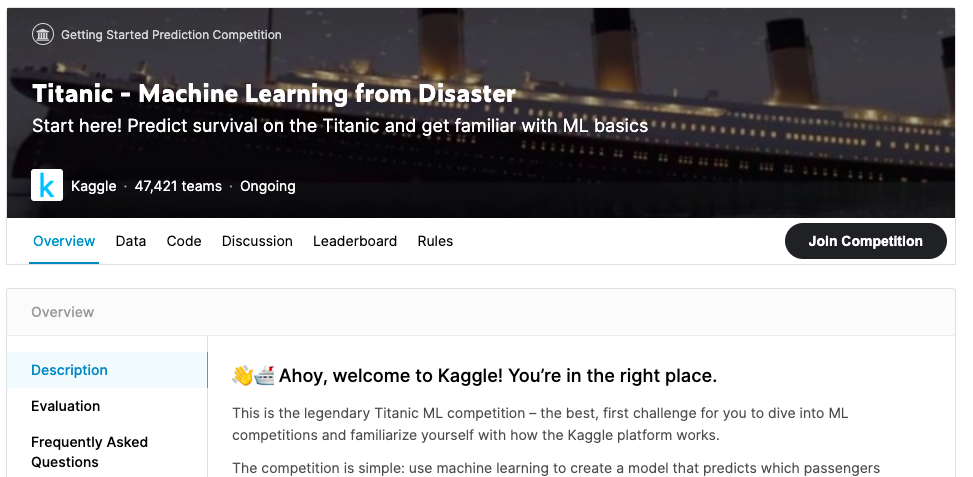 Getting Started Prediction Competition
Titanic - Machine Learning from Disaster
Start here! Predict survival on the Titanic and get familiar with ML basics
k Kaggle · 47,421 teams · Ongoing
Overview Data Code Discussion Leaderboard Rules Join Competition
Overview
Description
Evaluation
Frequently Asked
Questions
👋🚢 Ahoy, welcome to Kaggle! You’re in the right place.
This is the legendary Titanic ML competition – the best, first challenge for you to dive into ML
competitions and familiarize yourself with how the Kaggle platform works.
The competition is simple: use machine learning to create a model that predicts which passengers